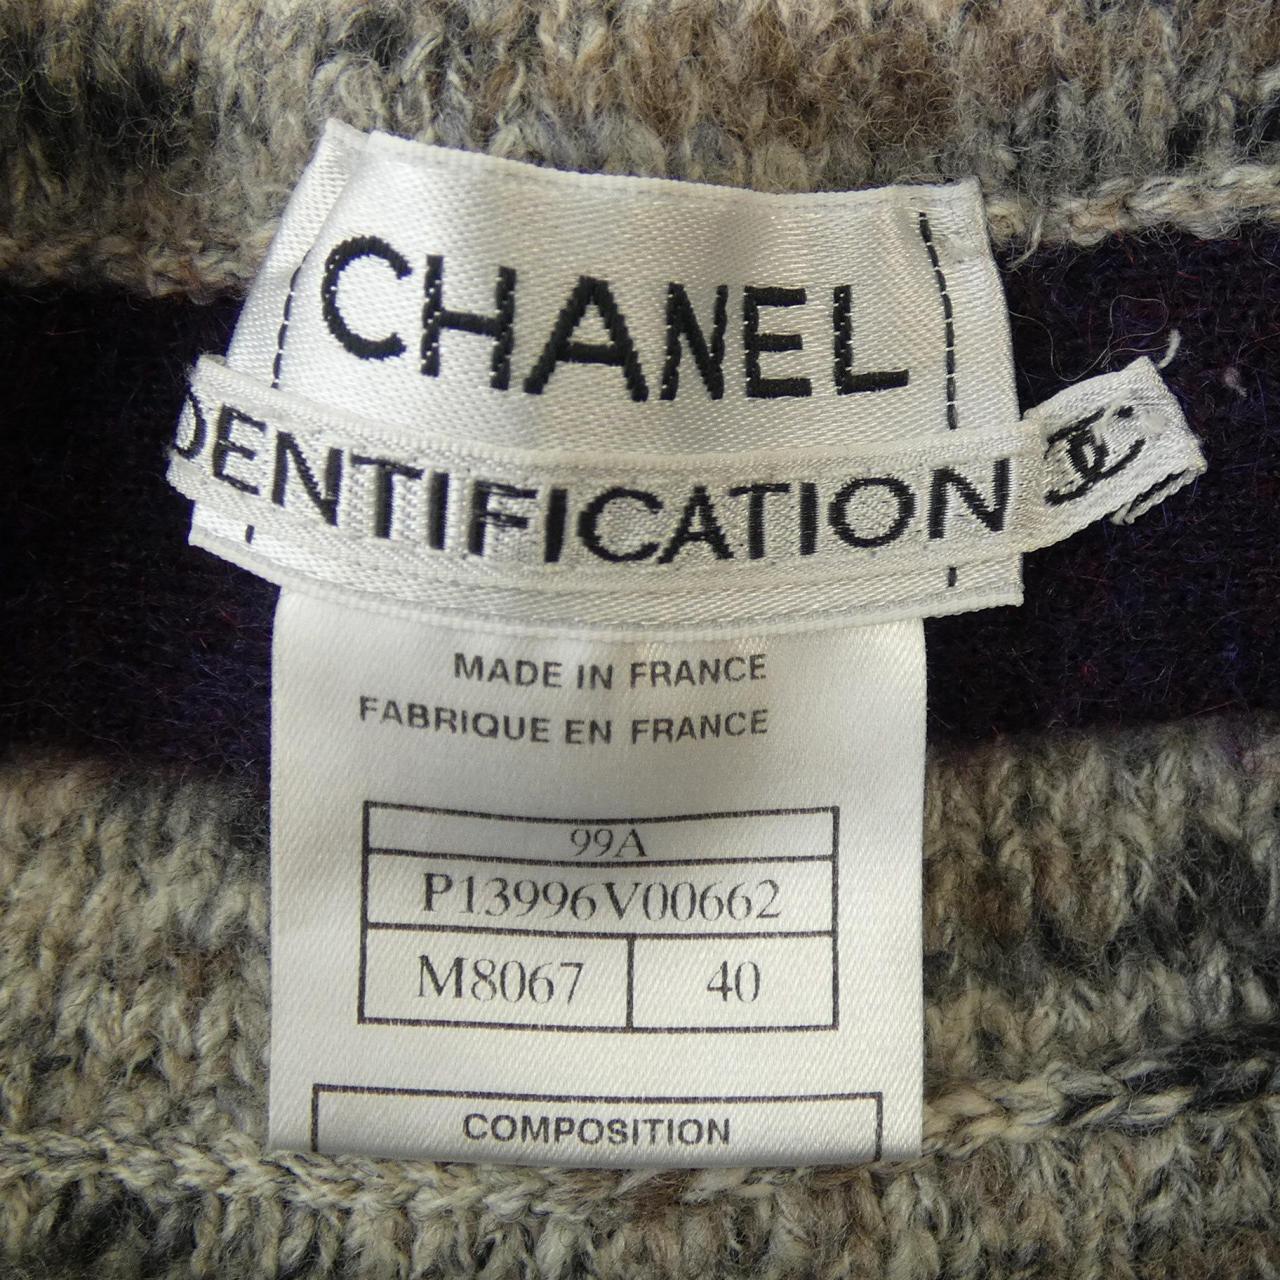 CHANEL
IDENTIFICATION
MADE IN FRANCE
FABRIQUE EN FRANCE
99A
P13996V00662
M8067 40
COMPOSITION